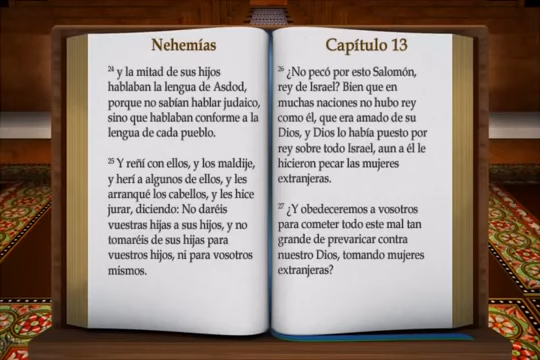 Nehemías
24 y la mitad de sus hijos
hablaban la lengua de Asdod,
porque no sabían hablar judaico,
sino que hablaban conforme a la
lengua de cada pueblo.
25 Y reñí con ellos, y los maldije,
y herí a algunos de ellos, y les
arranqué los cabellos, y les hice
jurar, diciendo: No daréis
vuestras hijas a sus hijos, y no
tomaréis de sus hijas para
vuestros hijos, ni para vosotros
mismos.
Capítulo 13
26 ¿No pecó por esto Salomón,
rey de Israel? Bien que en
muchas naciones no hubo rey
como él, que era amado de su
Dios, y Dios lo había puesto por
rey sobre todo Israel, aun a él le
hicieron pecar las mujeres
extranjeras.
27 ¿Y obedeceremos a vosotros
para cometer todo este mal tan
grande de prevaricar contra
nuestro Dios, tomando mujeres
extranjeras?